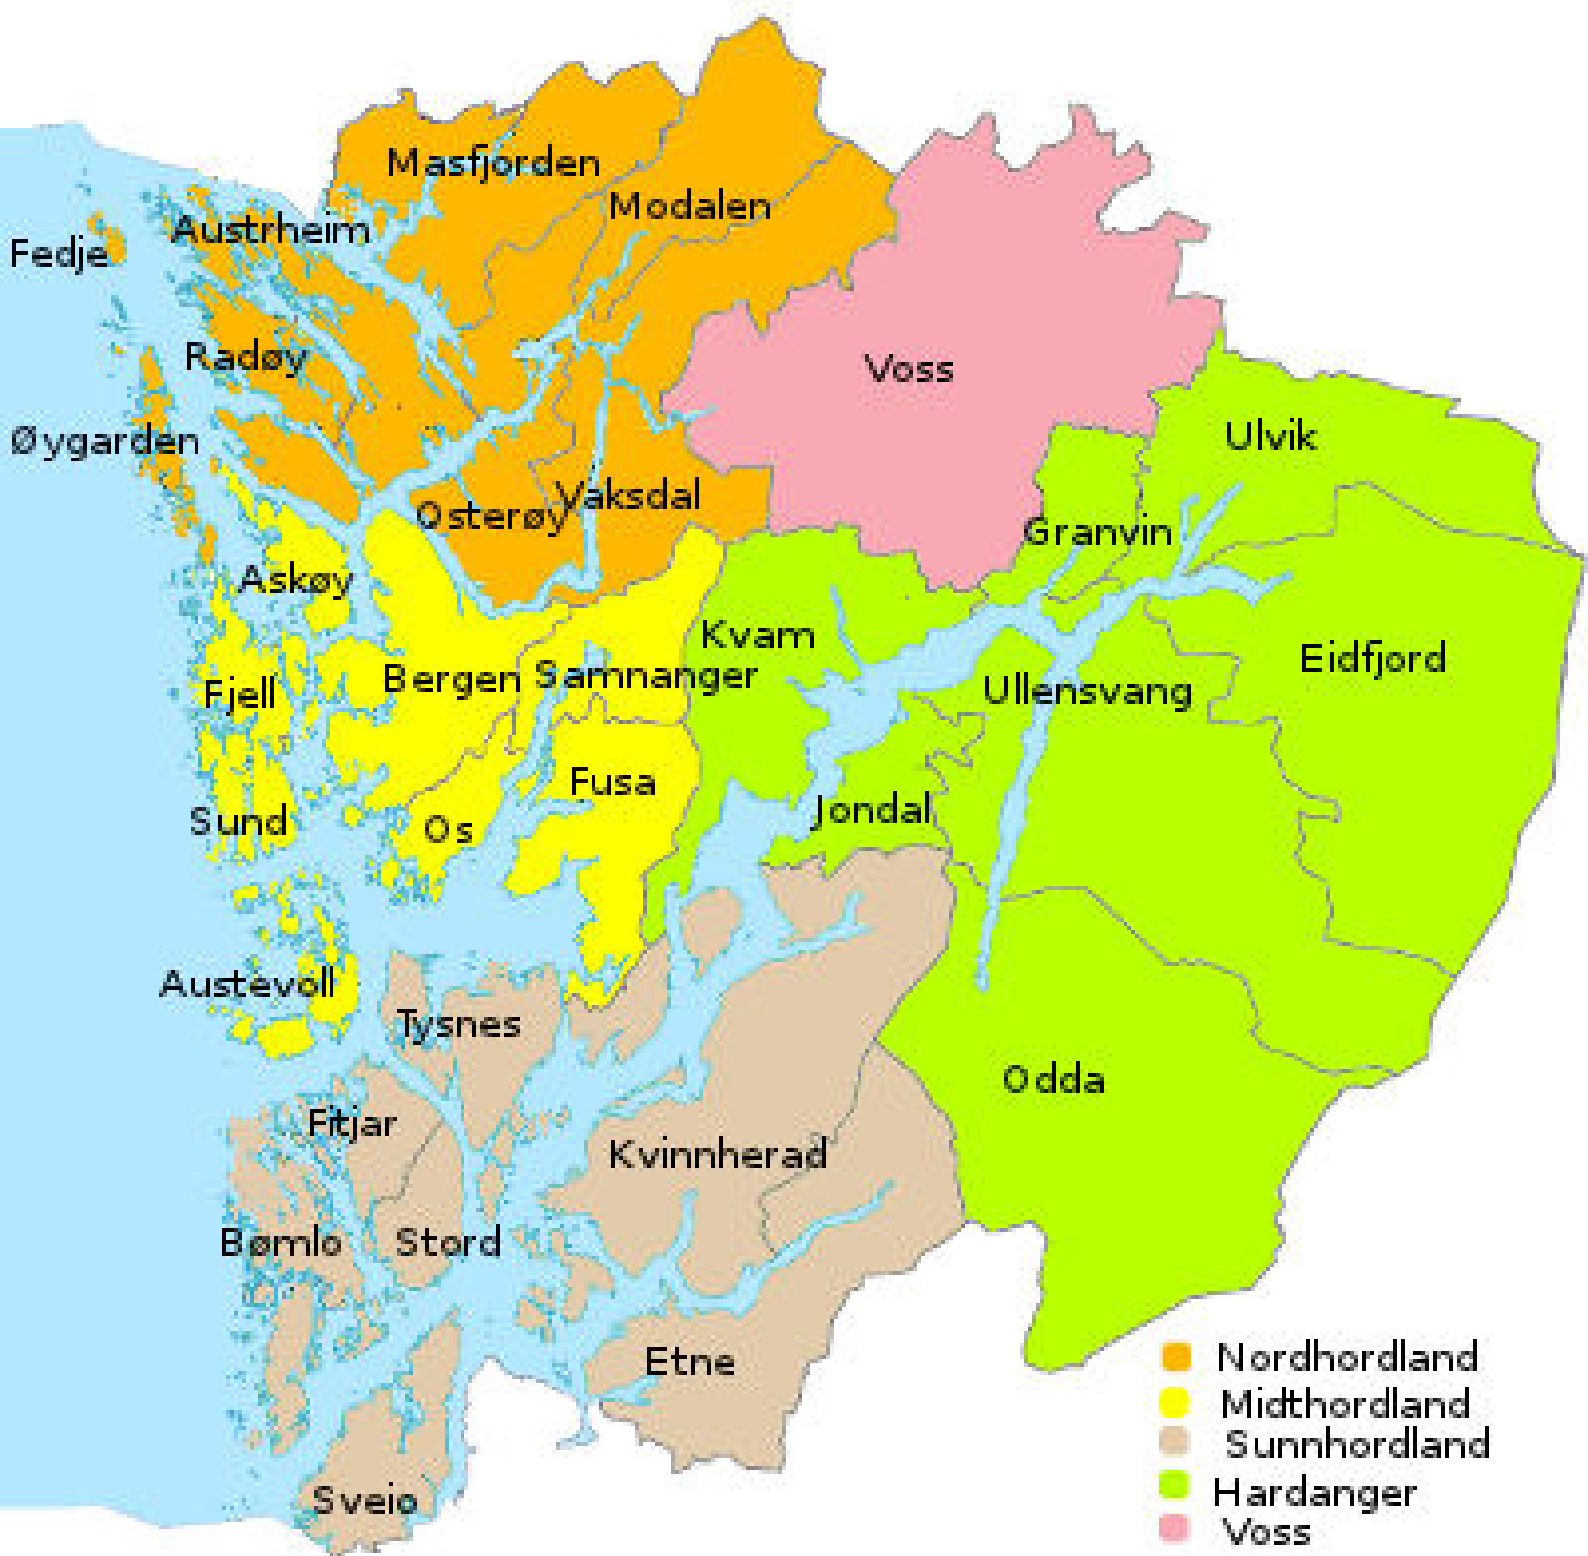 Masfjorden
Modalen
Austrheim
Fedje
Radøy
Voss
Øygarden
Ulvik
Osterøy
Vaksdal
Granvin
Askøy
Kvam
Eidfjord
Bergen
Samnanger
Fjell
Ullensvang
Fusa
Jondal
Sund
Os
Austevoll
Tysnes
Odda
Fitjar
Kvinnherad
Bømlo
Stord
Etne
Sveio
Nordhordland
Midthordland
Sunnhordland
Hardanger
Voss